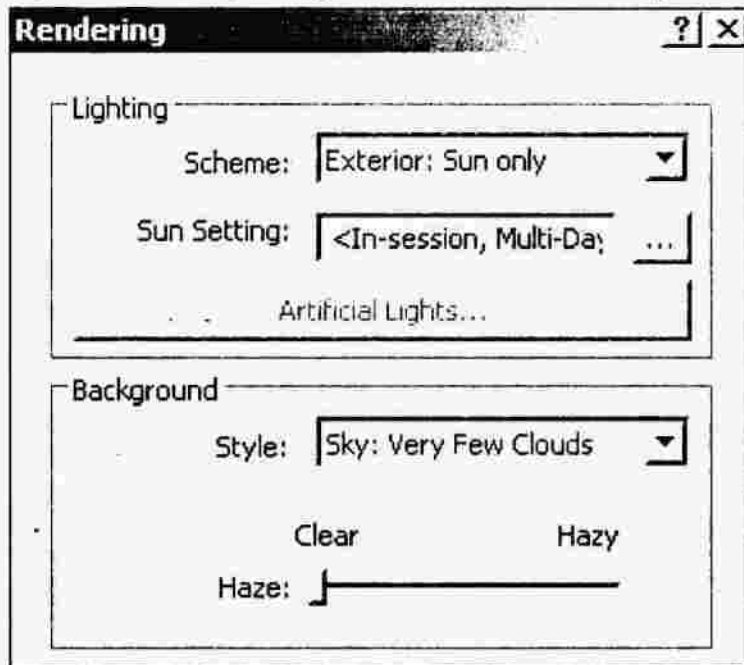 Rendering ? ×
Lighting
Scheme: Exterior: Sun only
Sun Setting: <In-session, Multi-Day ...
Artificial Lights...
Background
Style: Sky: Very Few Clouds
Clear Hazy
Haze: